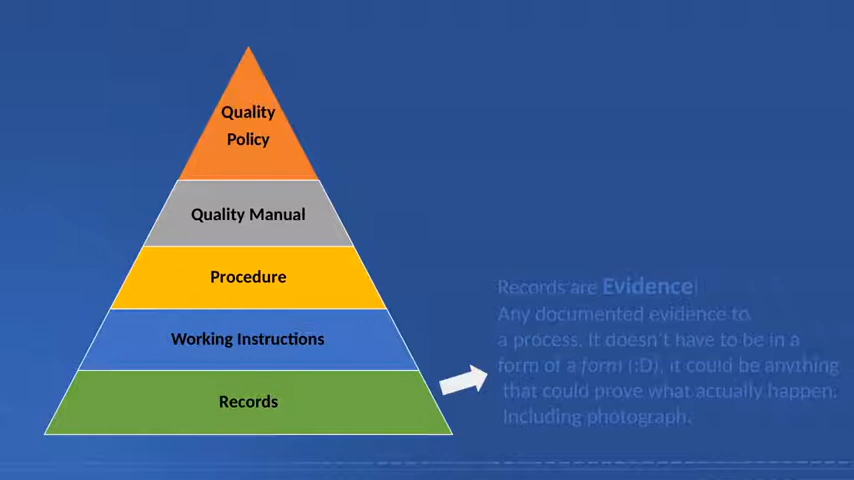 Quality
Policy
Quality Manual
Procedure
Working Instructions
Records
Records are Evidence!
Any documented evidence to
a process. It doesn't have to be in a
form of a form (:D), it could be anything
that could prove what actually happen.
Including photograph.